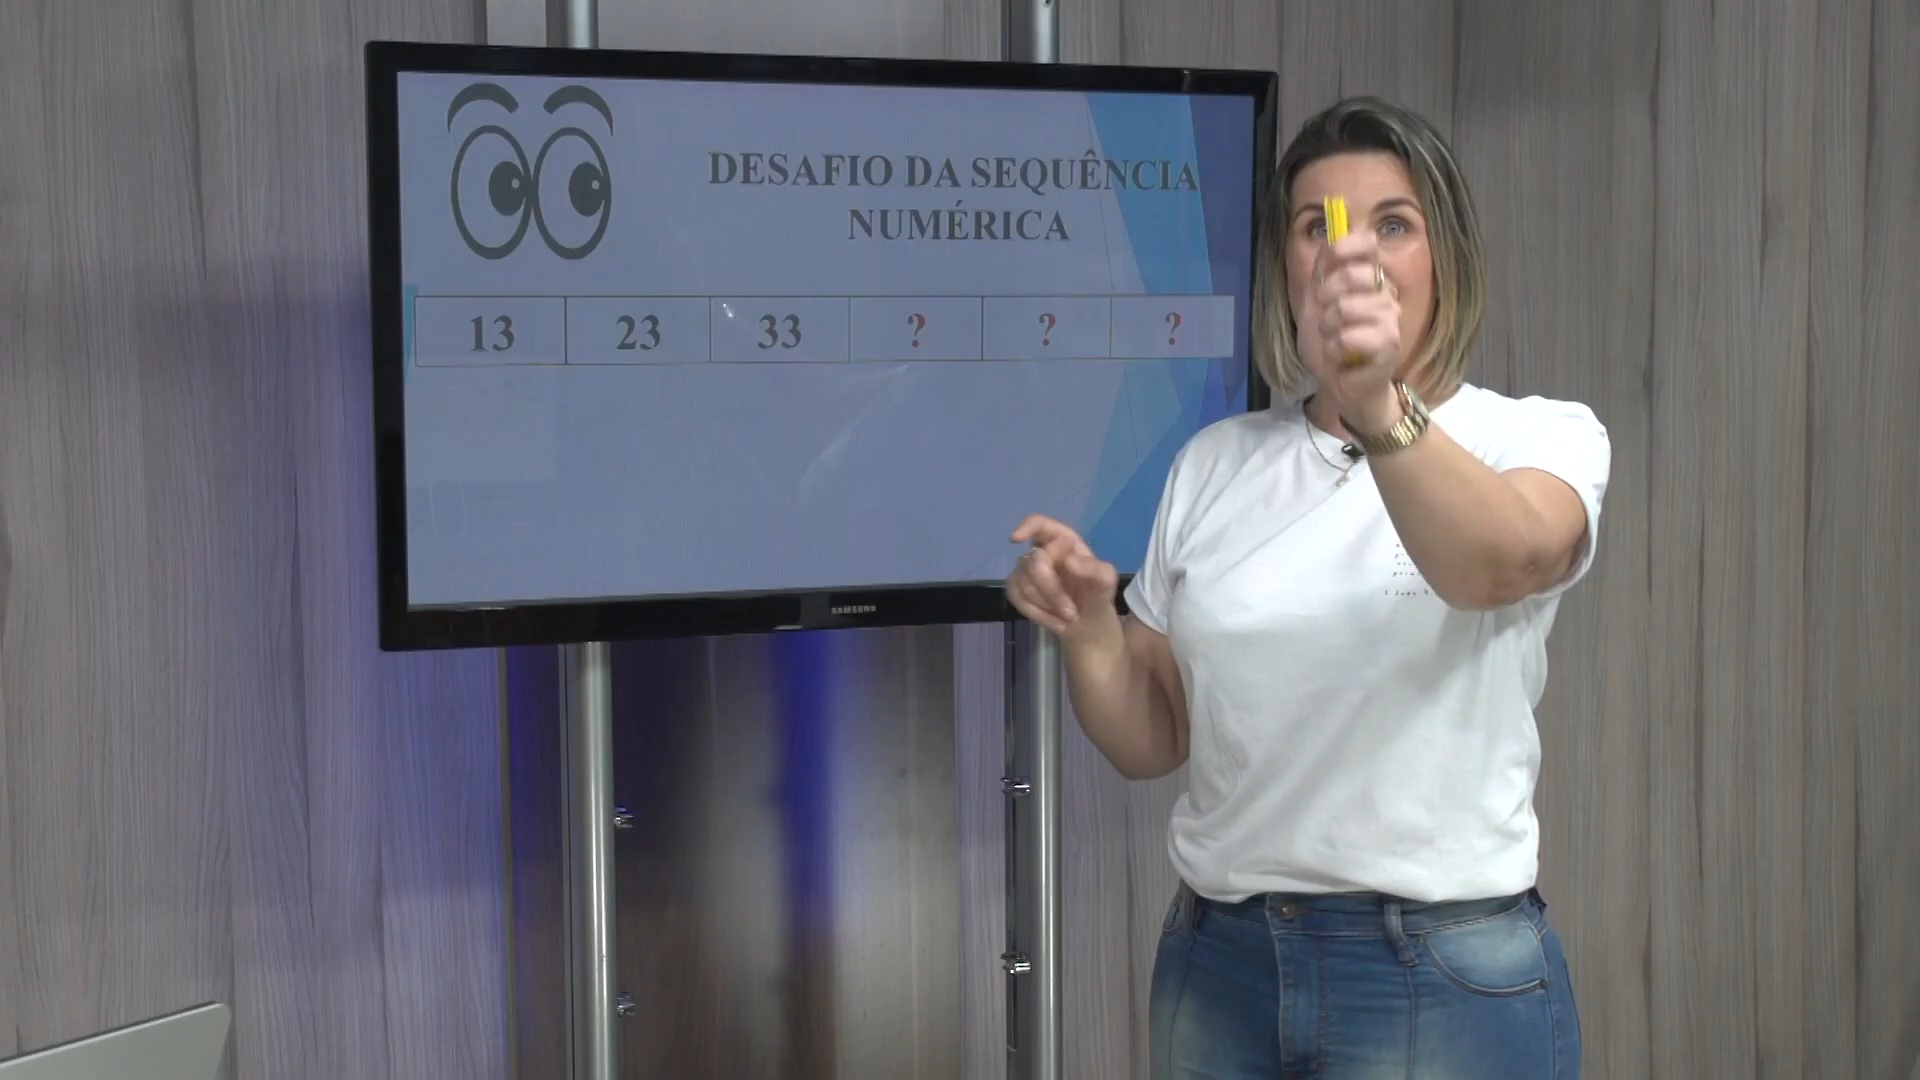 DESAFIO DA SEQUÊNCIA
NUMÉRICA
13 23 33 ? ? ?
SAMSUNG